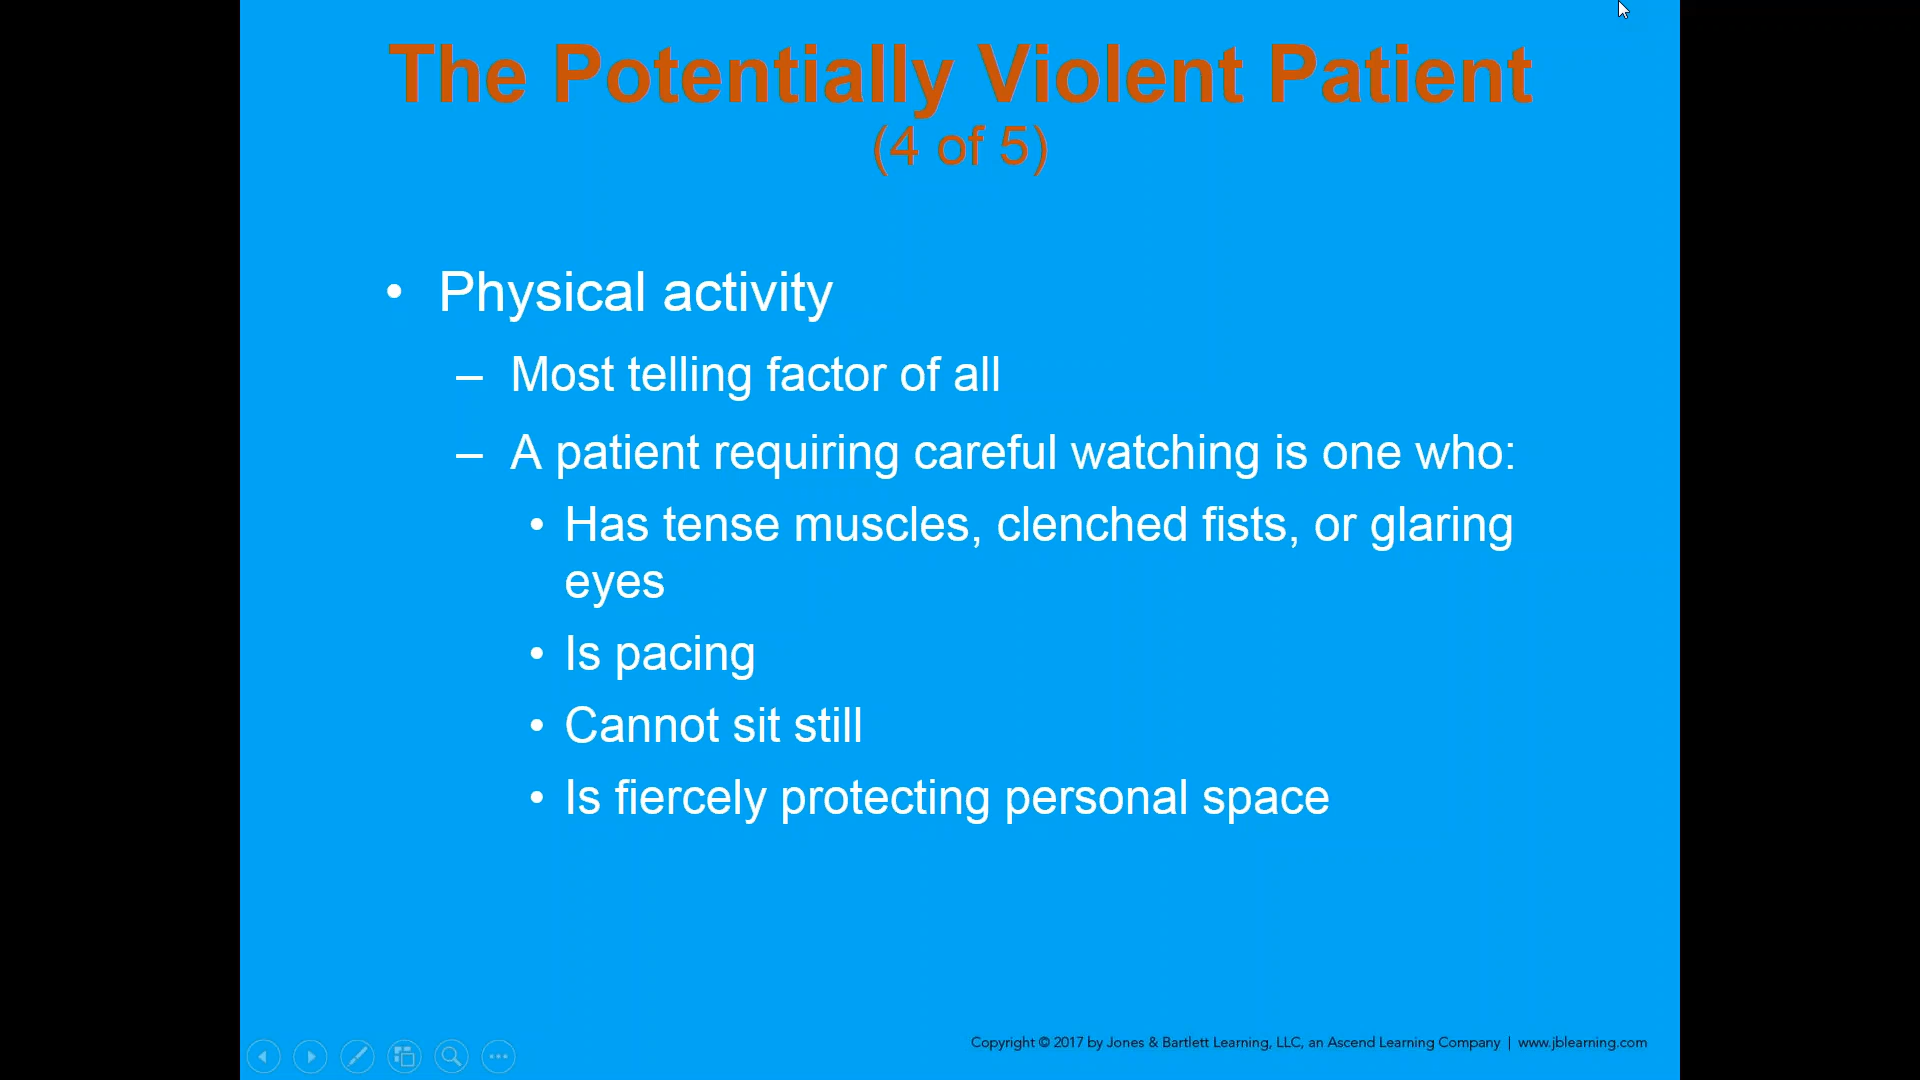 The Potentially Violent Patient
(4 of 5)
• Physical activity
– Most telling factor of all
– A patient requiring careful watching is one who:
• Has tense muscles, clenched fists, or glaring
eyes
• Is pacing
• Cannot sit still
• Is fiercely protecting personal space
Copyright © 2017 by Jones & Bartlett Learning, LLC, an Ascend Learning Company | www.jblearning.com